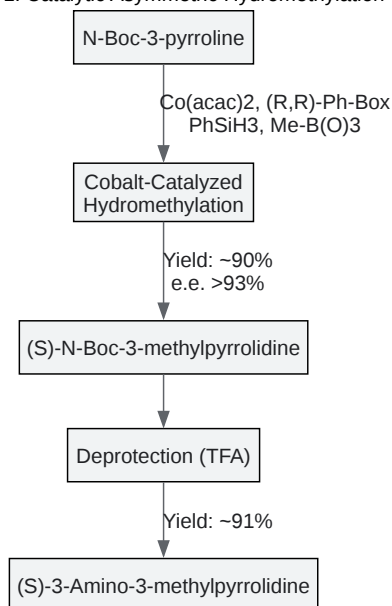 2. Catalytic Asymmetric Hydromethylation
N-Boc-3-pyrroline
Co(acac)2, (R,R)-Ph-Box
PhSiH3, Me-B(O)3
Cobalt-Catalyzed
Hydromethylation
Yield: ~90%
e.e. >93%
(S)-N-Boc-3-methylpyrrolidine
Deprotection (TFA)
Yield: ~91%
(S)-3-Amino-3-methylpyrrolidine